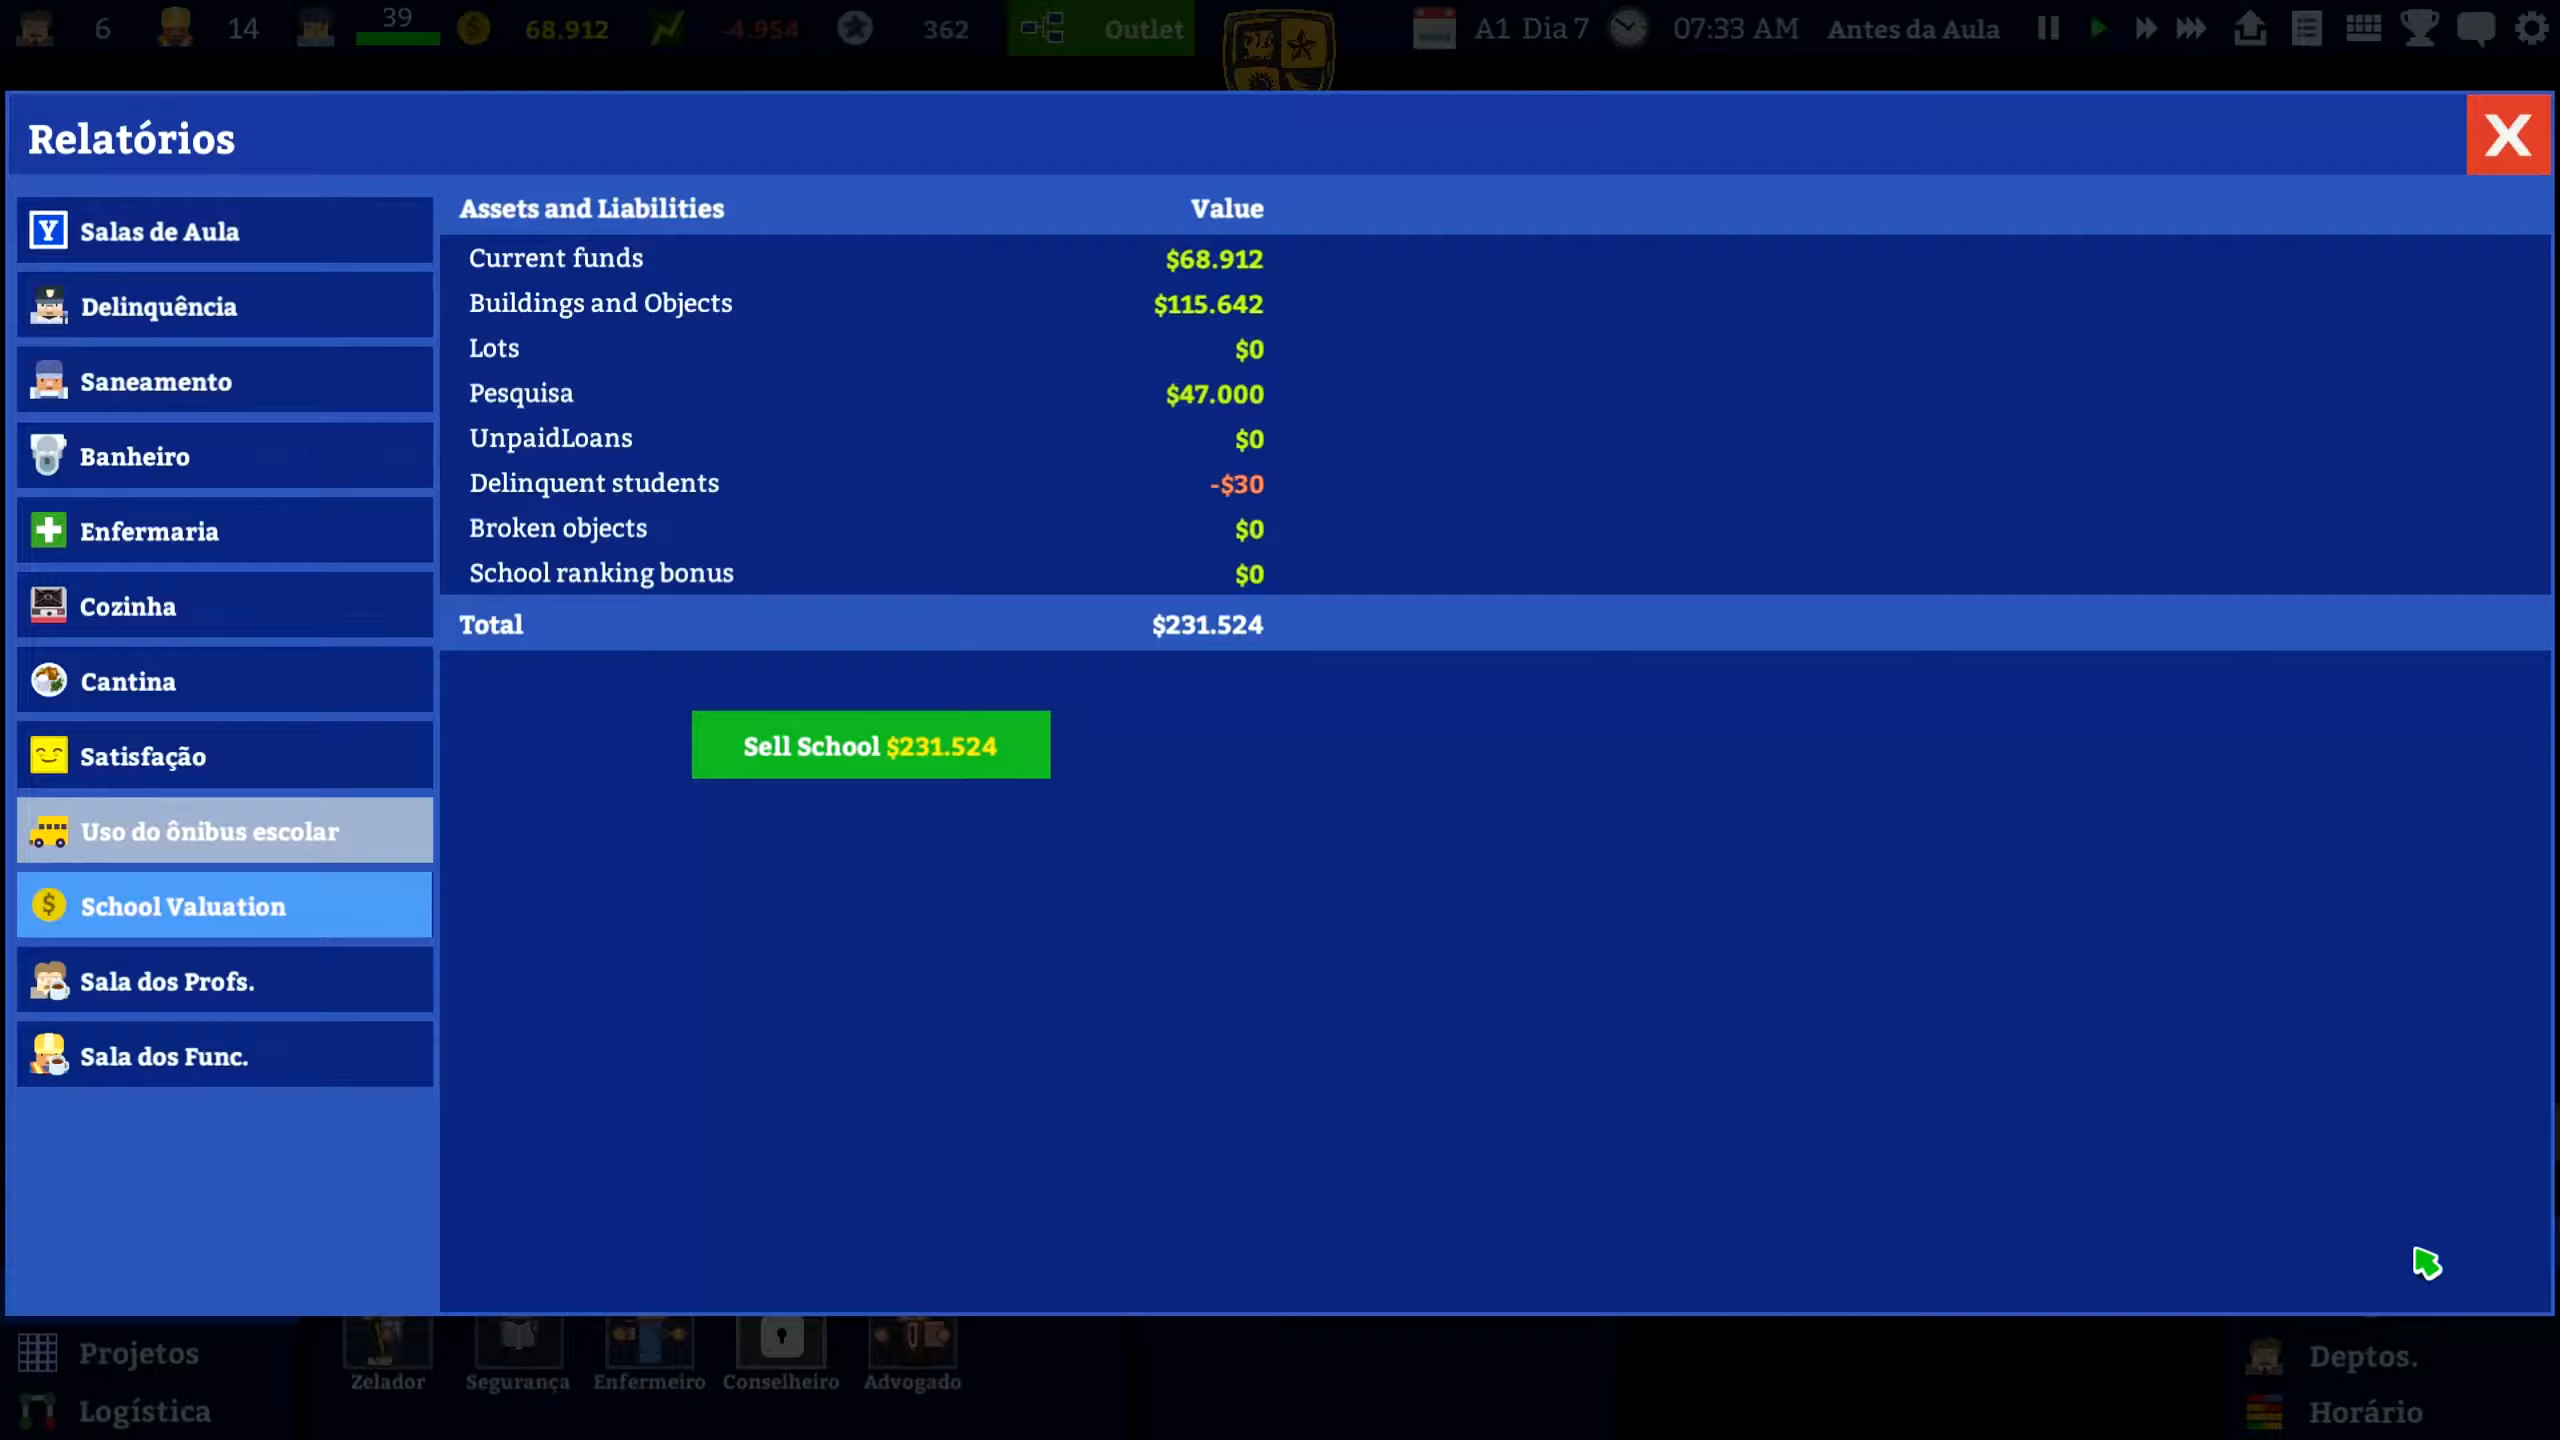 6 14 39 68.912 -4.954 362 Outlet A1 Dia 7 07:33 AM Antes da Aula
Relatórios
X
Salas de Aula
Delinquência
Saneamento
Banheiro
Enfermaria
Cozinha
Cantina
Satisfação
Uso do ônibus escolar
School Valuation
Sala dos Profs.
Sala dos Func.
Assets and Liabilities Value
Current funds $68.912
Buildings and Objects $115.642
Lots $0
Pesquisa $47.000
UnpaidLoans $0
Delinquent students -$30
Broken objects $0
School ranking bonus $0
Total $231.524
Sell School $231.524
Projetos
Logística
Zelador Segurança Enfermeiro Conselheiro Advogado
Deptos.
Horário